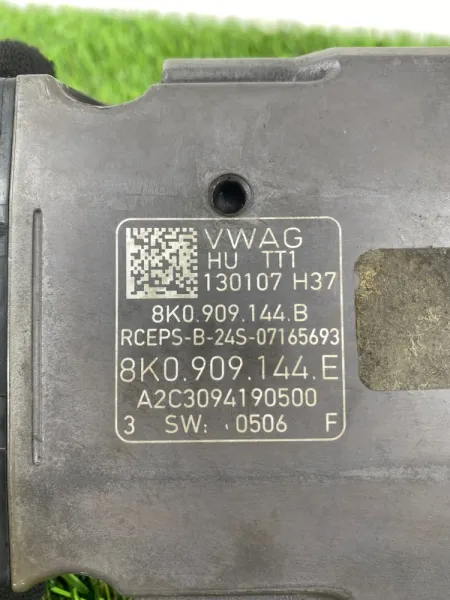 VWAG
HU TT1
130107 H37
8K0.909.144.B
RCEPS-B-24S-07165693
8K0.909.144.E
A2C3094190500
3 SW: 0506 F